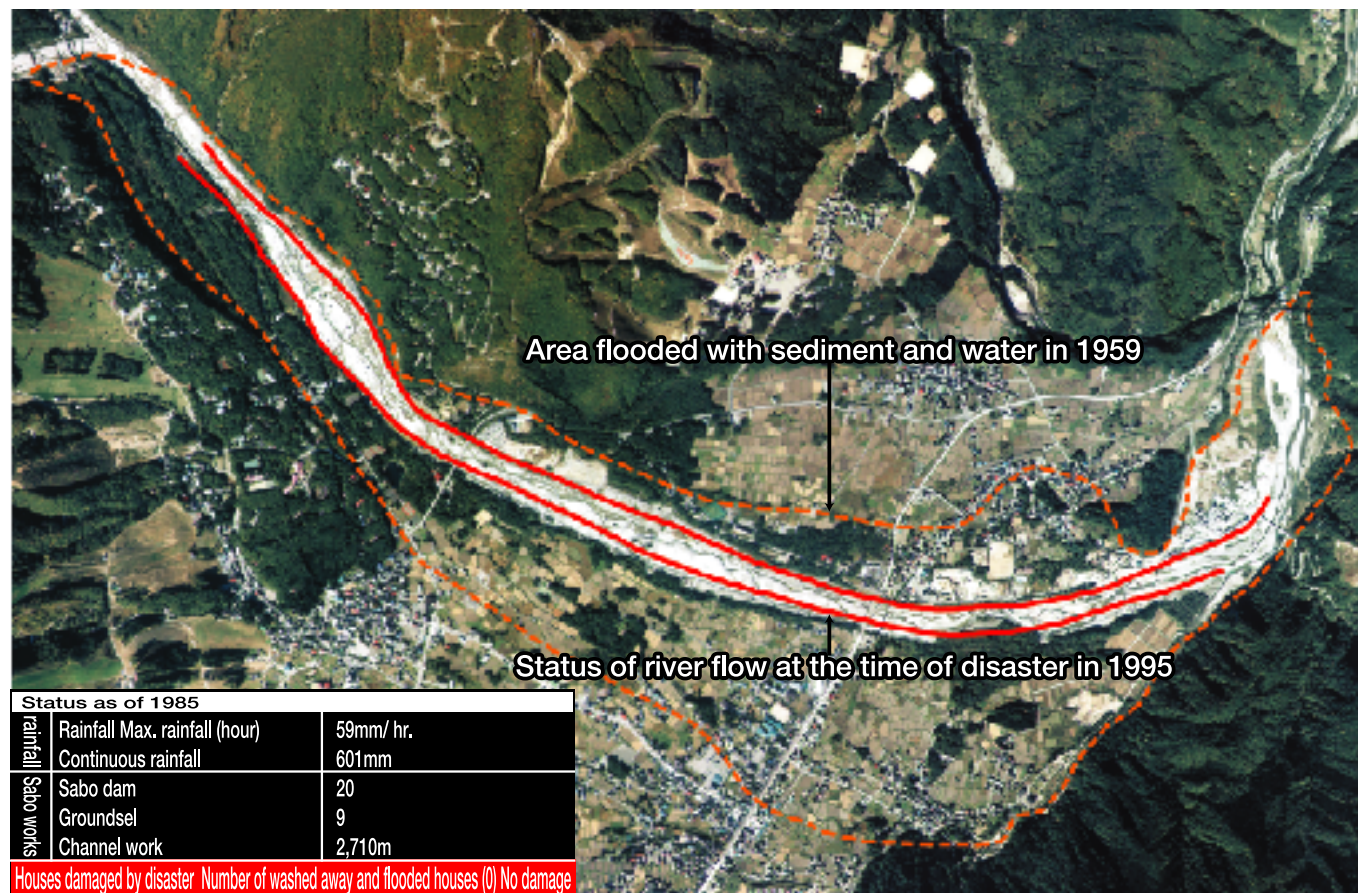 Area flooded with sediment and water in 1959
Status of river flow at the time of disaster in 1995
Status as of 1985
rainfall
Rainfall Max. rainfall (hour) 59mm/ hr.
Continuous rainfall 601mm
Sabo works
Sabo dam 20
Groundsel 9
Channel work 2,710m
Houses damaged by disaster Number of washed away and flooded houses (0) No damage